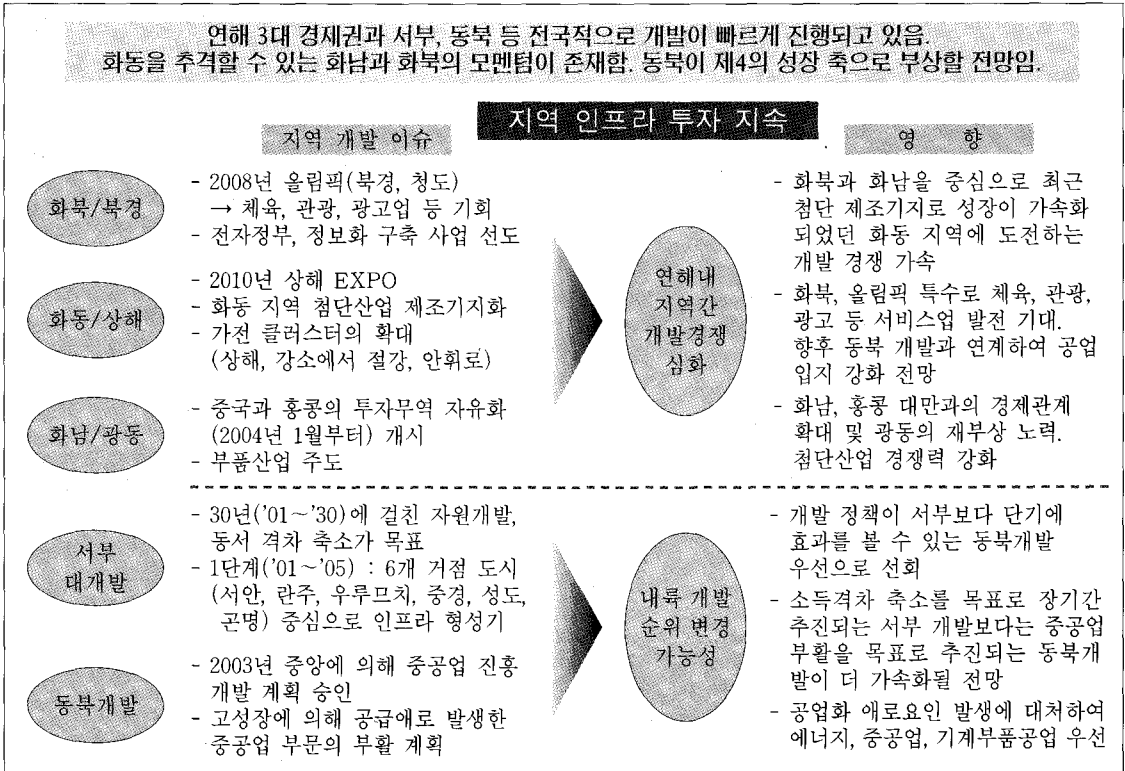 연해 3대 경제권과 서부, 동북 등 전국적으로 개발이 빠르게 진행되고 있음.
화동을 추격할 수 있는 화남과 화북의 모멘텀이 존재함. 동북이 제4의 성장 축으로 부상할 전망임.
지역 인프라 투자 지속
지역 개발 이슈
영 향
화북/북경
- 2008년 올림픽(북경, 청도)
→ 체육, 관광, 광고업 등 기회
- 전자정부, 정보화 구축 사업 선도
화동/상해
- 2010년 상해 EXPO
- 화동 지역 첨단산업 제조기지화
- 가전 클러스터의 확대
(상해, 강소에서 절강, 안휘로)
화남/광동
- 중국과 홍콩의 투자무역 자유화
(2004년 1월부터) 개시
- 부품산업 주도
연해내
지역간
개발경쟁
심화
- 화북과 화남을 중심으로 최근
첨단 제조기지로 성장이 가속화
되었던 화동 지역에 도전하는
개발 경쟁 가속
- 화북, 올림픽 특수로 체육, 관광,
광고 등 서비스업 발전 기대.
향후 동북 개발과 연계하여 공업
입지 강화 전망
- 화남, 홍콩 대만과의 경제관계
확대 및 광동의 재부상 노력.
첨단산업 경쟁력 강화
서부
대개발
- 30년('01~'30)에 걸친 자원개발,
동서 격차 축소가 목표
- 1단계('01~'05) : 6개 거점 도시
(서안, 란주, 우루므치, 중경, 성도,
곤명) 중심으로 인프라 형성기
동북개발
- 2003년 중앙에 의해 중공업 진흥
개발 계획 승인
- 고성장에 의해 공급애로 발생한
중공업 부문의 부활 계획
내륙 개발
순위 변경
가능성
- 개발 정책이 서부보다 단기에
효과를 볼 수 있는 동북개발
우선으로 선회
- 소득격차 축소를 목표로 장기간
추진되는 서부 개발보다는 중공업
부활을 목표로 추진되는 동북개
발이 더 가속화될 전망
- 공업화 애로요인 발생에 대처하여
에너지, 중공업, 기계부품공업 우선